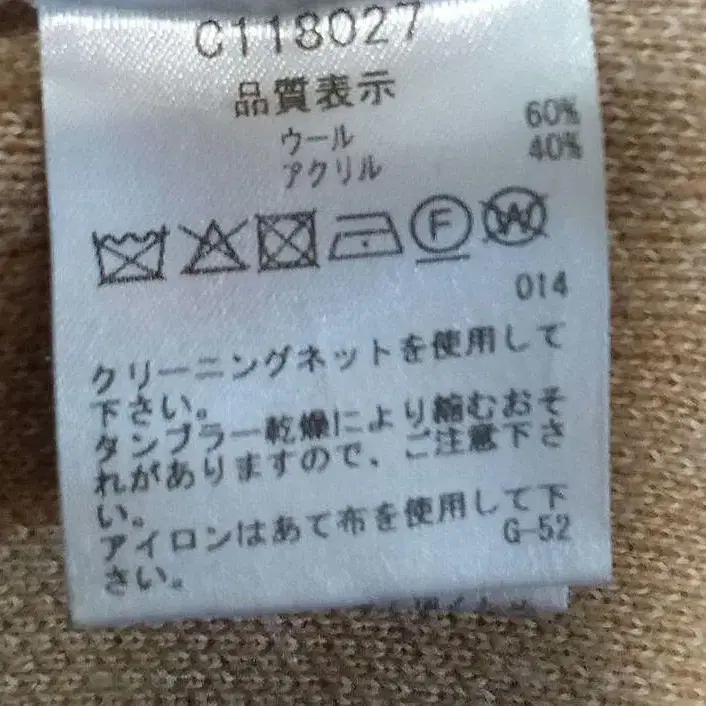 C118027
品質表示
ウール 60%
アクリル 40%
F W
014
クリーニングネットを使用して
下さい。
タンブラー乾燥により縮むおそ
れがありますので、ご注意下さ
い。
アイロンはあて布を使用して下
さい。
G-52